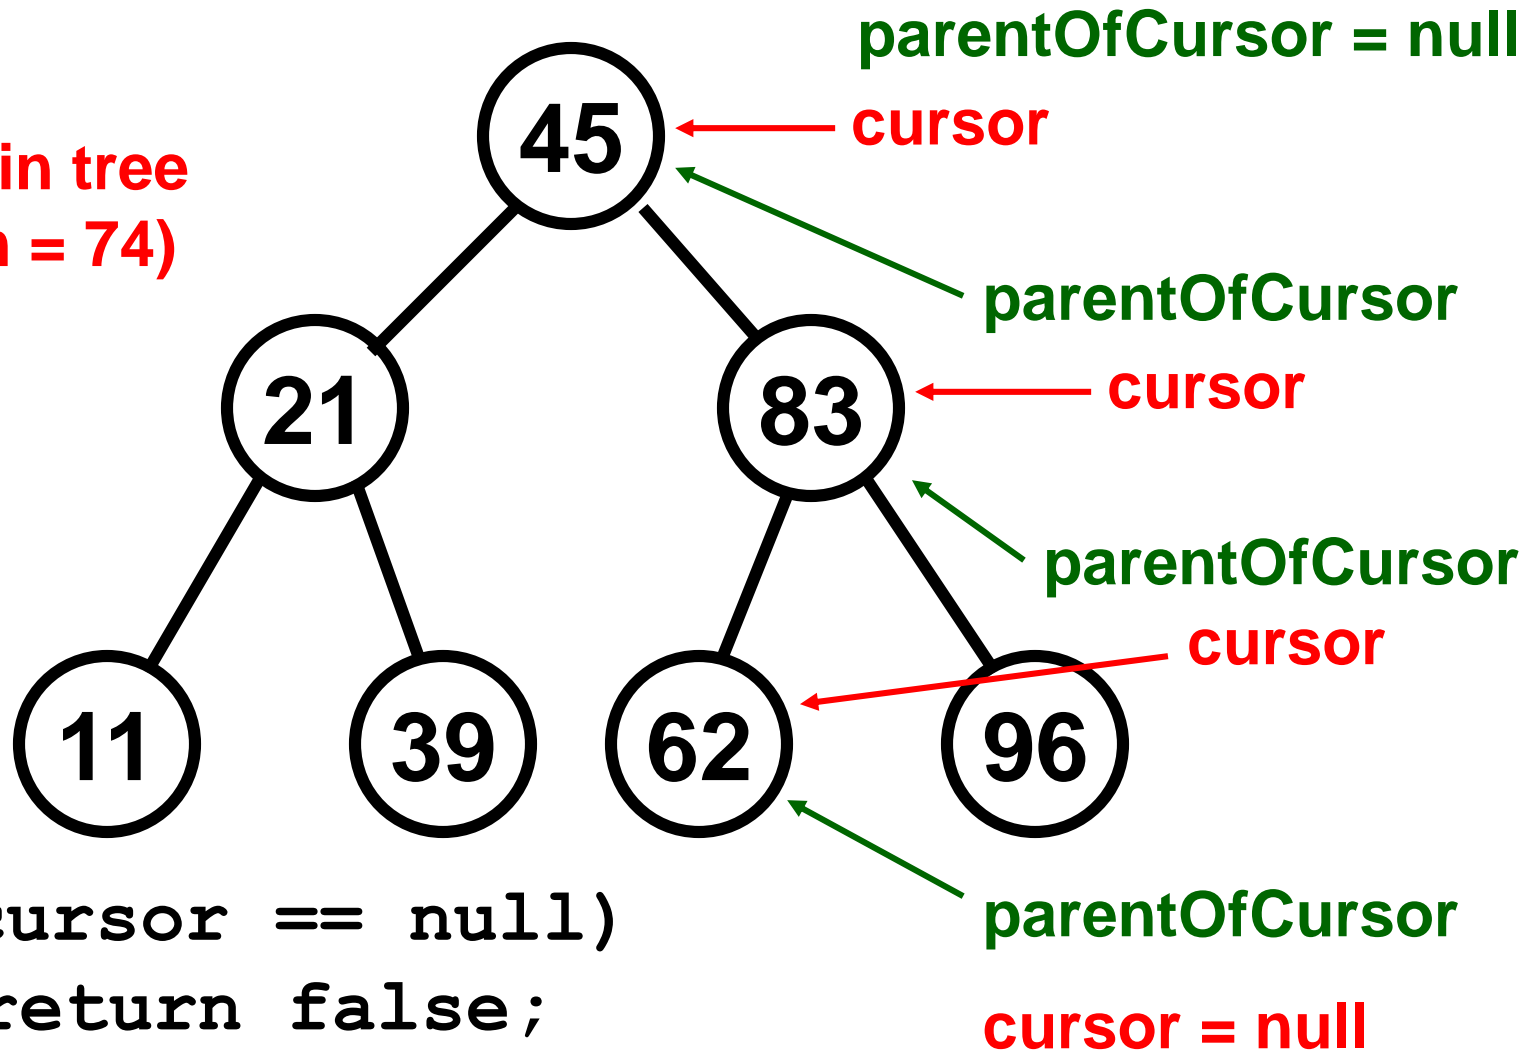 parentOfCursor = null
45
cursor
in tree
= 74)
parentOfCursor
21
83
cursor
parentOfCursor
cursor
11
39
62
96
cursor == null)
parentOfCursor
return false;
cursor = null